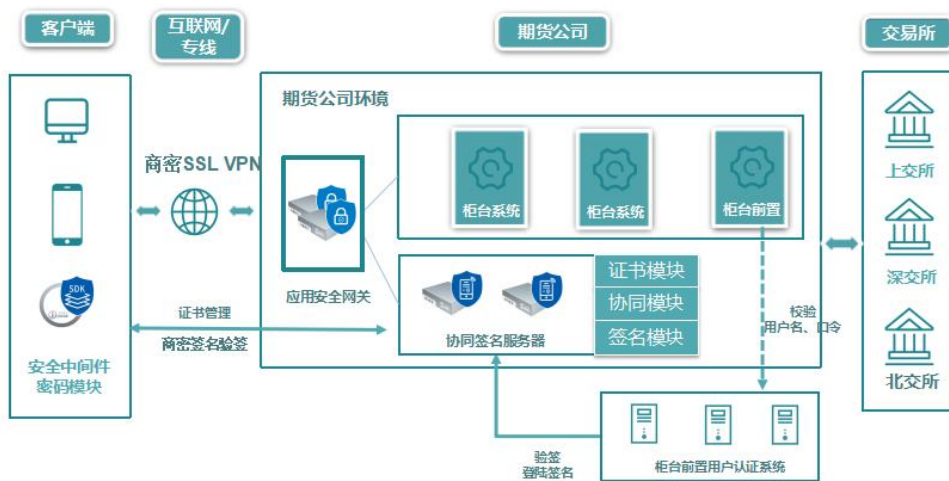 客户端
互联网/
专线
期货公司
交易所
期货公司环境
商密SSL VPN
柜台系统
柜台系统
柜台前置
上交所
SDK
应用安全网关
证书模块
协同模块
签名模块
协同签名服务器
证书管理
商密签名验签
校验
用户名、口令
深交所
安全中间件
密码模块
北交所
验签
登陆签名
柜台前置用户认证系统